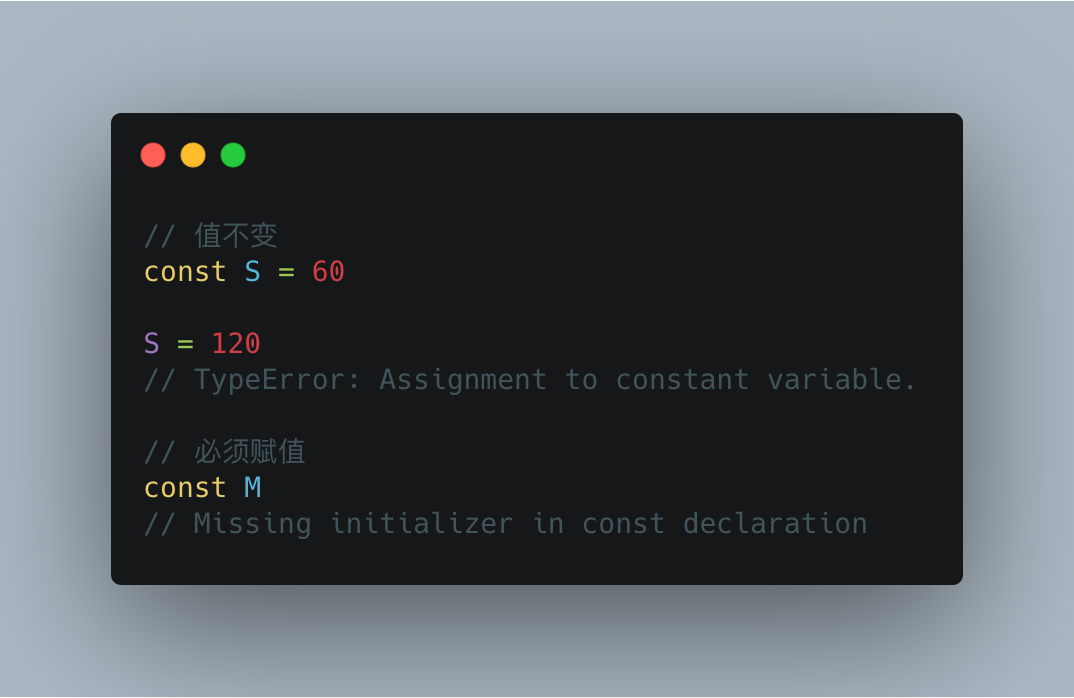 // 值不变
const S = 60
S = 120
// TypeError: Assignment to constant variable.
// 必须赋值
const M
// Missing initializer in const declaration